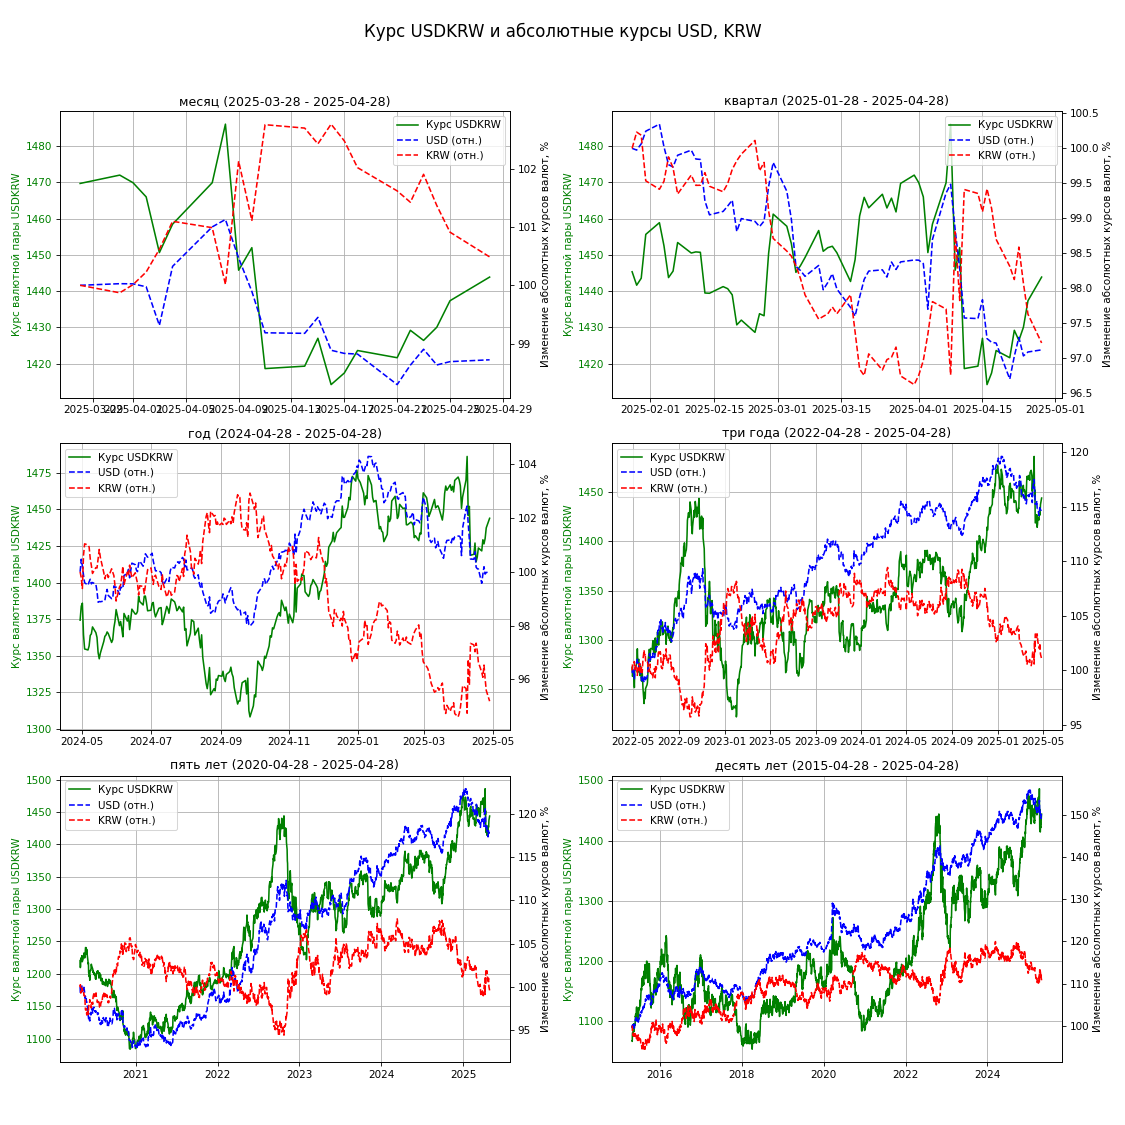 Курс USDKRW и абсолютные курсы USD, KRW
месяц (2025-03-28 - 2025-04-28)
Курс USDKRW
USD (отн.)
KRW (отн.)
Курс валютной пары USDKRW
Изменение абсолютных курсов валют, %
1480
1470
1460
1450
1440
1430
1420
102
101
100
99
2025-03-29 2025-04-01 2025-04-05 2025-04-09 2025-04-13 2025-04-17 2025-04-21 2025-04-25 2025-04-29
квартал (2025-01-28 - 2025-04-28)
Курс USDKRW
USD (отн.)
KRW (отн.)
Курс валютной пары USDKRW
Изменение абсолютных курсов валют, %
1480
1470
1460
1450
1440
1430
1420
100.5
100.0
99.5
99.0
98.5
98.0
97.5
97.0
96.5
2025-02-01 2025-02-15 2025-03-01 2025-03-15 2025-04-01 2025-04-15 2025-05-01
год (2024-04-28 - 2025-04-28)
Курс USDKRW
USD (отн.)
KRW (отн.)
Курс валютной пары USDKRW
Изменение абсолютных курсов валют, %
1475
1450
1425
1400
1375
1350
1325
1300
104
102
100
98
96
2024-05 2024-07 2024-09 2024-11 2025-01 2025-03 2025-05
три года (2022-04-28 - 2025-04-28)
Курс USDKRW
USD (отн.)
KRW (отн.)
Курс валютной пары USDKRW
Изменение абсолютных курсов валют, %
1450
1400
1350
1300
1250
120
115
110
105
100
95
2022-05 2022-09 2023-01 2023-05 2023-09 2024-01 2024-05 2024-09 2025-01 2025-05
пять лет (2020-04-28 - 2025-04-28)
Курс USDKRW
USD (отн.)
KRW (отн.)
Курс валютной пары USDKRW
Изменение абсолютных курсов валют, %
1500
1450
1400
1350
1300
1250
1200
1150
1100
120
115
110
105
100
95
2021 2022 2023 2024 2025
десять лет (2015-04-28 - 2025-04-28)
Курс USDKRW
USD (отн.)
KRW (отн.)
Курс валютной пары USDKRW
Изменение абсолютных курсов валют, %
1500
1400
1300
1200
1100
150
140
130
120
110
100
2016 2018 2020 2022 2024